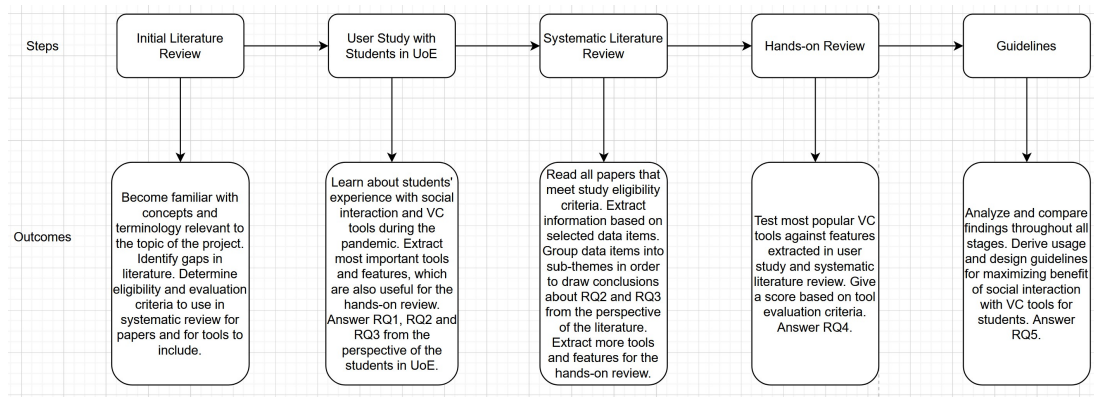 Steps
Initial Literature
Review
User Study with
Students in UoE
Systematic Literature
Review
Hands-on Review
Guidelines
Outcomes
Become familiar with
concepts and
terminology relevant to
the topic of the project.
Identify gaps in
literature. Determine
eligibility and evaluation
criteria to use in
systematic review for
papers and for tools to
include.
Learn about students'
experience with social
interaction and VC
tools during the
pandemic. Extract
most important tools
and features, which
are also useful for the
hands-on review.
Answer RQ1, RQ2 and
RQ3 from the
perspective of the
students in UoE.
Read all papers that
meet study eligibility
criteria. Extract
information based on
selected data items.
Group data items into
sub-themes in order
to draw conclusions
about RQ2 and RQ3
from the perspective
of the literature.
Extract more tools
and features for the
hands-on review.
Test most popular VC
tools against features
extracted in user
study and systematic
literature review. Give
a score based on tool
evaluation criteria.
Answer RQ4.
Analyze and compare
findings throughout all
stages. Derive usage
and design guidelines
for maximizing benefit
of social interaction
with VC tools for
students. Answer
RQ5.